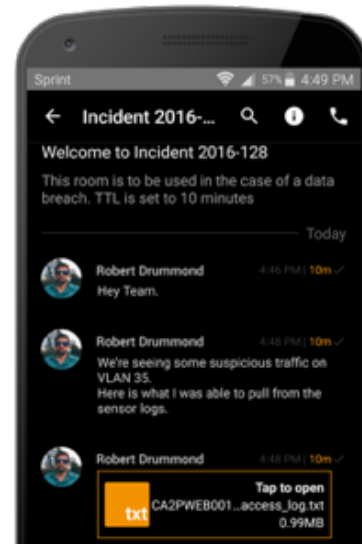 Sprint 57% 4:49 PM
Incident 2016-...
Welcome to Incident 2016-128
This room is to be used in the case of a data
breach. TTL is set to 10 minutes
Today
Robert Drummond 4:46 PM | 10m
Hey Team.
Robert Drummond 4:48 PM | 10m
We're seeing some suspicious traffic on
VLAN 35.
Here is what I was able to pull from the
sensor logs.
Robert Drummond 4:48 PM | 10m
Tap to open
txt CA2PWEB001...access_log.txt
0.99MB